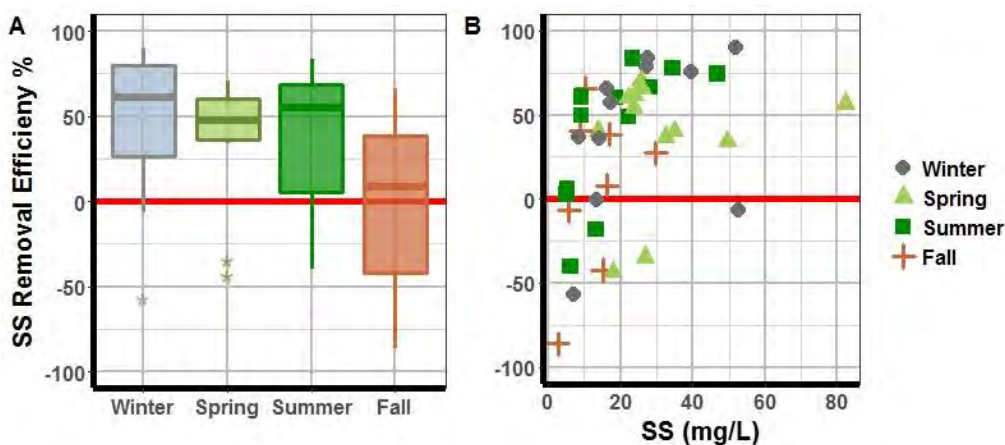 A
SS Removal Efficieny %
100
50
0
-50
-100
Winter Spring Summer Fall
B
100
50
0
-50
-100
0 20 40 60 80
SS (mg/L)
Winter
Spring
Summer
Fall